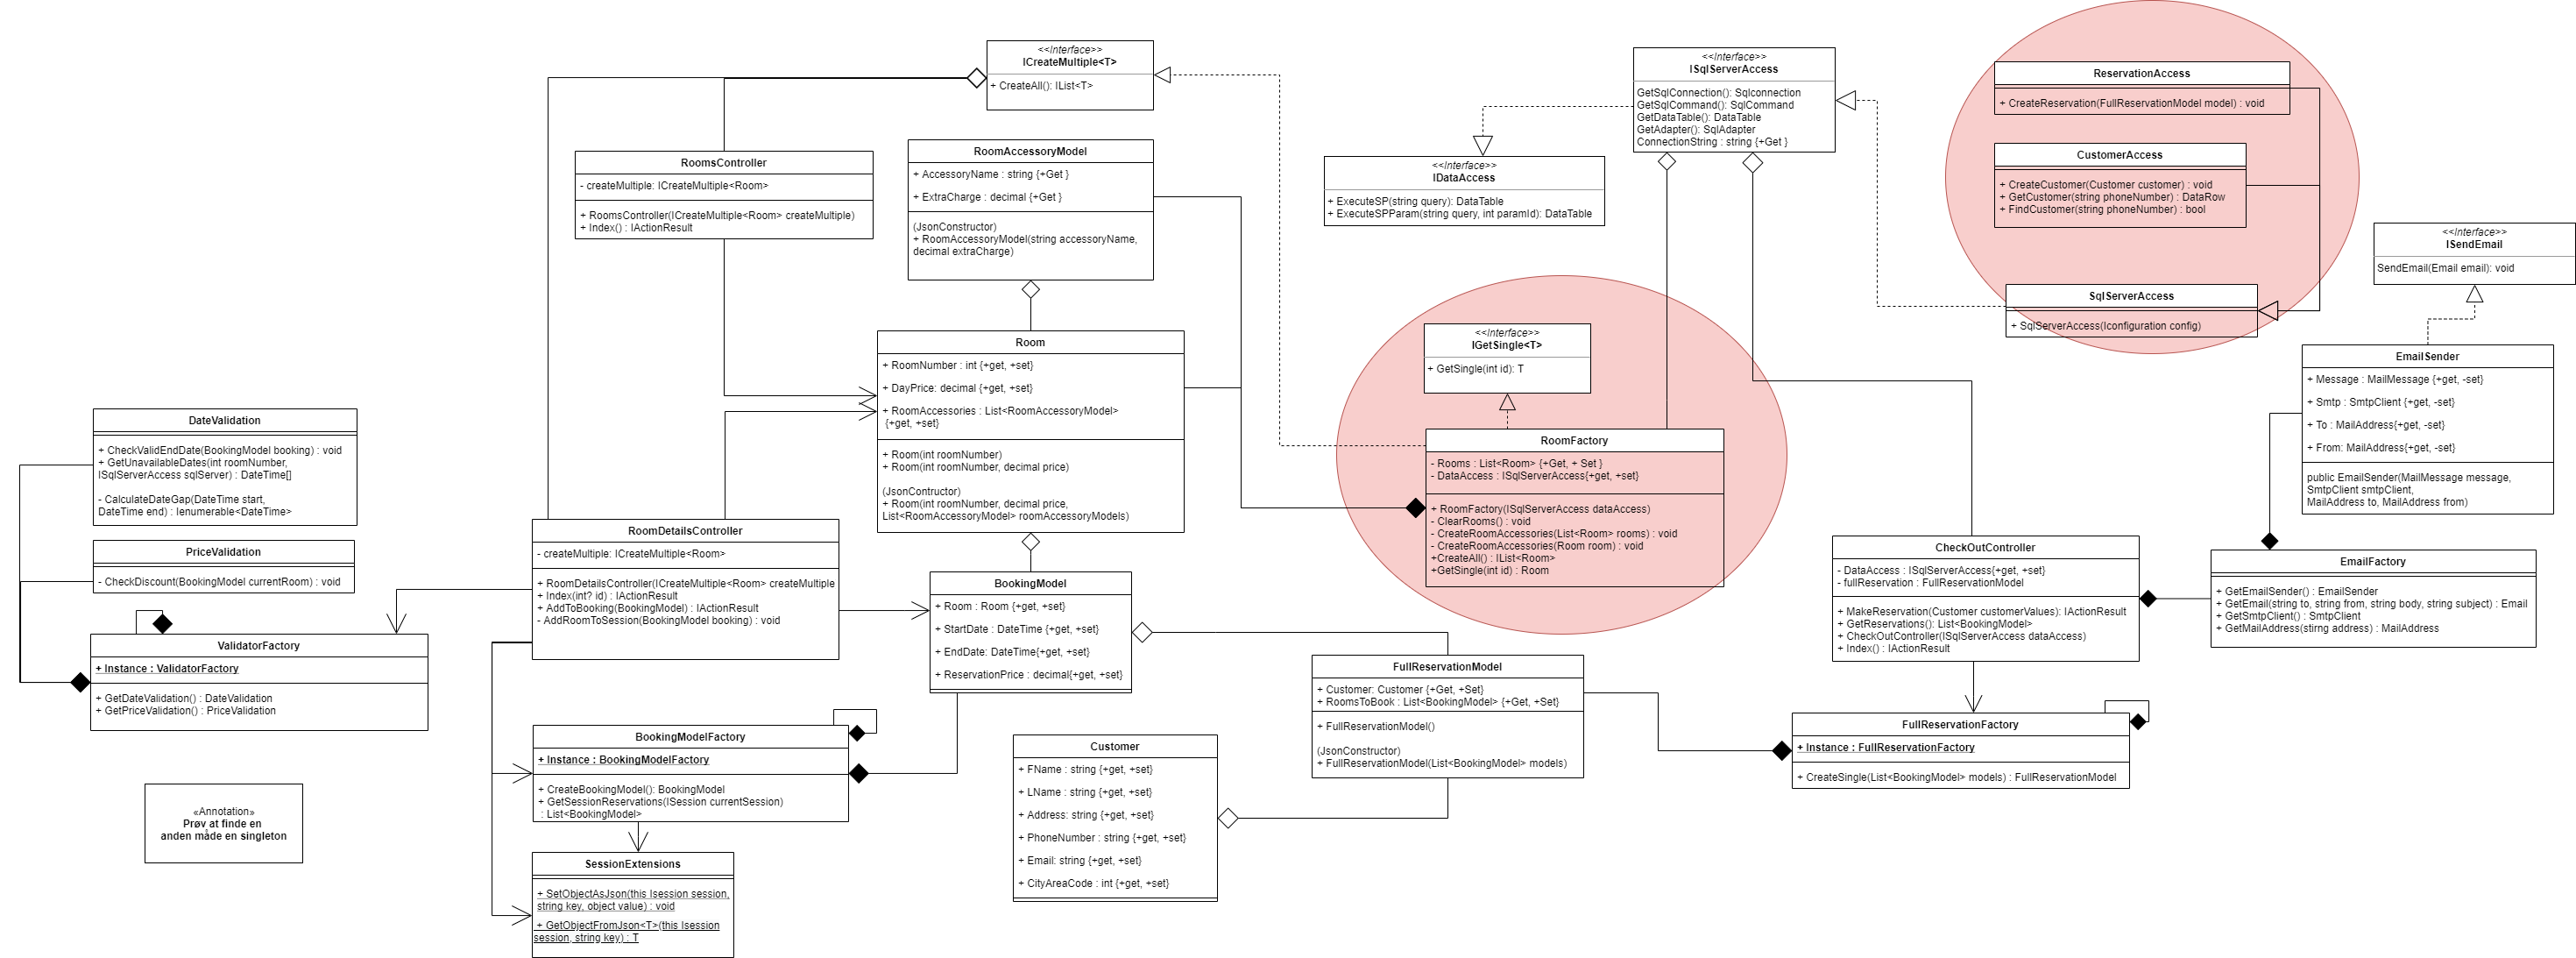 <<Interface>>
ICreateMultiple<T>
+ CreateAll(): IList<T>
RoomsController
- createMultiple: ICreateMultiple<Room>
+ RoomsController(ICreateMultiple<Room> createMultiple)
+ Index() : IActionResult
RoomAccessoryModel
+ AccessoryName : string {+Get }
+ ExtraCharge : decimal {+Get }
(JsonConstructor)
+ RoomAccessoryModel(string accessoryName,
decimal extraCharge)
<<Interface>>
ISqlServerAccess
GetSqlConnection(): Sqlconnection
GetSqlCommand(): SqlCommand
GetDataTable(): DataTable
GetAdapter(): SqlAdapter
ConnectionString : string {+Get }
<<Interface>>
IDataAccess
+ ExecuteSP(string query): DataTable
+ ExecuteSPParam(string query, int paramId): DataTable
ReservationAccess
+ CreateReservation(FullReservationModel model) : void
CustomerAccess
+ CreateCustomer(Customer customer) : void
+ GetCustomer(string phoneNumber) : DataRow
+ FindCustomer(string phoneNumber) : bool
SqlServerAccess
+ SqlServerAccess(Iconfiguration config)
<<Interface>>
ISendEmail
SendEmail(Email email): void
EmailSender
+ Message : MailMessage {+get, -set}
+ Smtp : SmtpClient {+get, -set}
+ To : MailAddress{+get, -set}
+ From: MailAddress{+get, -set}
public EmailSender(MailMessage message,
SmtpClient smtpClient,
MailAddress to, MailAddress from)
Room
+ RoomNumber : int {+get, +set}
+ DayPrice: decimal {+get, +set}
+ RoomAccessories : List<RoomAccessoryModel>
{+get, +set}
+ Room(int roomNumber)
+ Room(int roomNumber, decimal price)
(JsonContructor)
+ Room(int roomNumber, decimal price,
List<RoomAccessoryModel> roomAccessoryModels)
<<Interface>>
IGetSingle<T>
+ GetSingle(int id): T
RoomFactory
- Rooms : List<Room> {+Get, + Set }
- DataAccess : ISqlServerAccess{+get, +set}
+ RoomFactory(ISqlServerAccess dataAccess)
- ClearRooms() : void
- CreateRoomAccessories(List<Room> rooms) : void
- CreateRoomAccessories(Room room) : void
+CreateAll() : IList<Room>
+GetSingle(int id) : Room
DateValidation
+ CheckValidEndDate(BookingModel booking) : void
+ GetUnavailableDates(int roomNumber,
ISqlServerAccess sqlServer) : DateTime[]
- CalculateDateGap(DateTime start,
DateTime end) : Ienumerable<DateTime>
PriceValidation
- CheckDiscount(BookingModel currentRoom) : void
ValidatorFactory
+ Instance : ValidatorFactory
+ GetDateValidation() : DateValidation
+ GetPriceValidation() : PriceValidation
RoomDetailsController
- createMultiple: ICreateMultiple<Room>
+ RoomDetailsController(ICreateMultiple<Room> createMultiple
+ Index(int? id) : IActionResult
+ AddToBooking(BookingModel) : IActionResult
- AddRoomToSession(BookingModel booking) : void
BookingModel
+ Room : Room {+get, +set}
+ StartDate : DateTime {+get, +set}
+ EndDate: DateTime{+get, +set}
+ ReservationPrice : decimal{+get, +set}
CheckOutController
- DataAccess : ISqlServerAccess{+get, +set}
- fullReservation : FullReservationModel
+ MakeReservation(Customer customerValues): IActionResult
+ GetReservations(): List<BookingModel>
+ CheckOutController(ISqlServerAccess dataAccess)
+ Index() : IActionResult
EmailFactory
+ GetEmailSender() : EmailSender
+ GetEmail(string to, string from, string body, string subject) : Email
+ GetSmtpClient() : SmtpClient
+ GetMailAddress(stirng address) : MailAddress
FullReservationModel
+ Customer: Customer {+Get, +Set}
+ RoomsToBook : List<BookingModel> {+Get, +Set}
+ FullReservationModel()
(JsonConstructor)
+ FullReservationModel(List<BookingModel> models)
FullReservationFactory
+ Instance : FullReservationFactory
+ CreateSingle(List<BookingModel> models) : FullReservationModel
BookingModelFactory
+ Instance : BookingModelFactory
+ CreateBookingModel(): BookingModel
+ GetSessionReservations(ISession currentSession)
: List<BookingModel>
Customer
+ FName : string {+get, +set}
+ LName : string {+get, +set}
+ Address: string {+get, +set}
+ PhoneNumber : string {+get, +set}
+ Email: string {+get, +set}
+ CityAreaCode : int {+get, +set}
«Annotation»
Prøv at finde en
anden måde en singleton
SessionExtensions
+ SetObjectAsJson(this Isession session,
string key, object value) : void
+ GetObjectFromJson<T>(this Isession
session, string key) : T